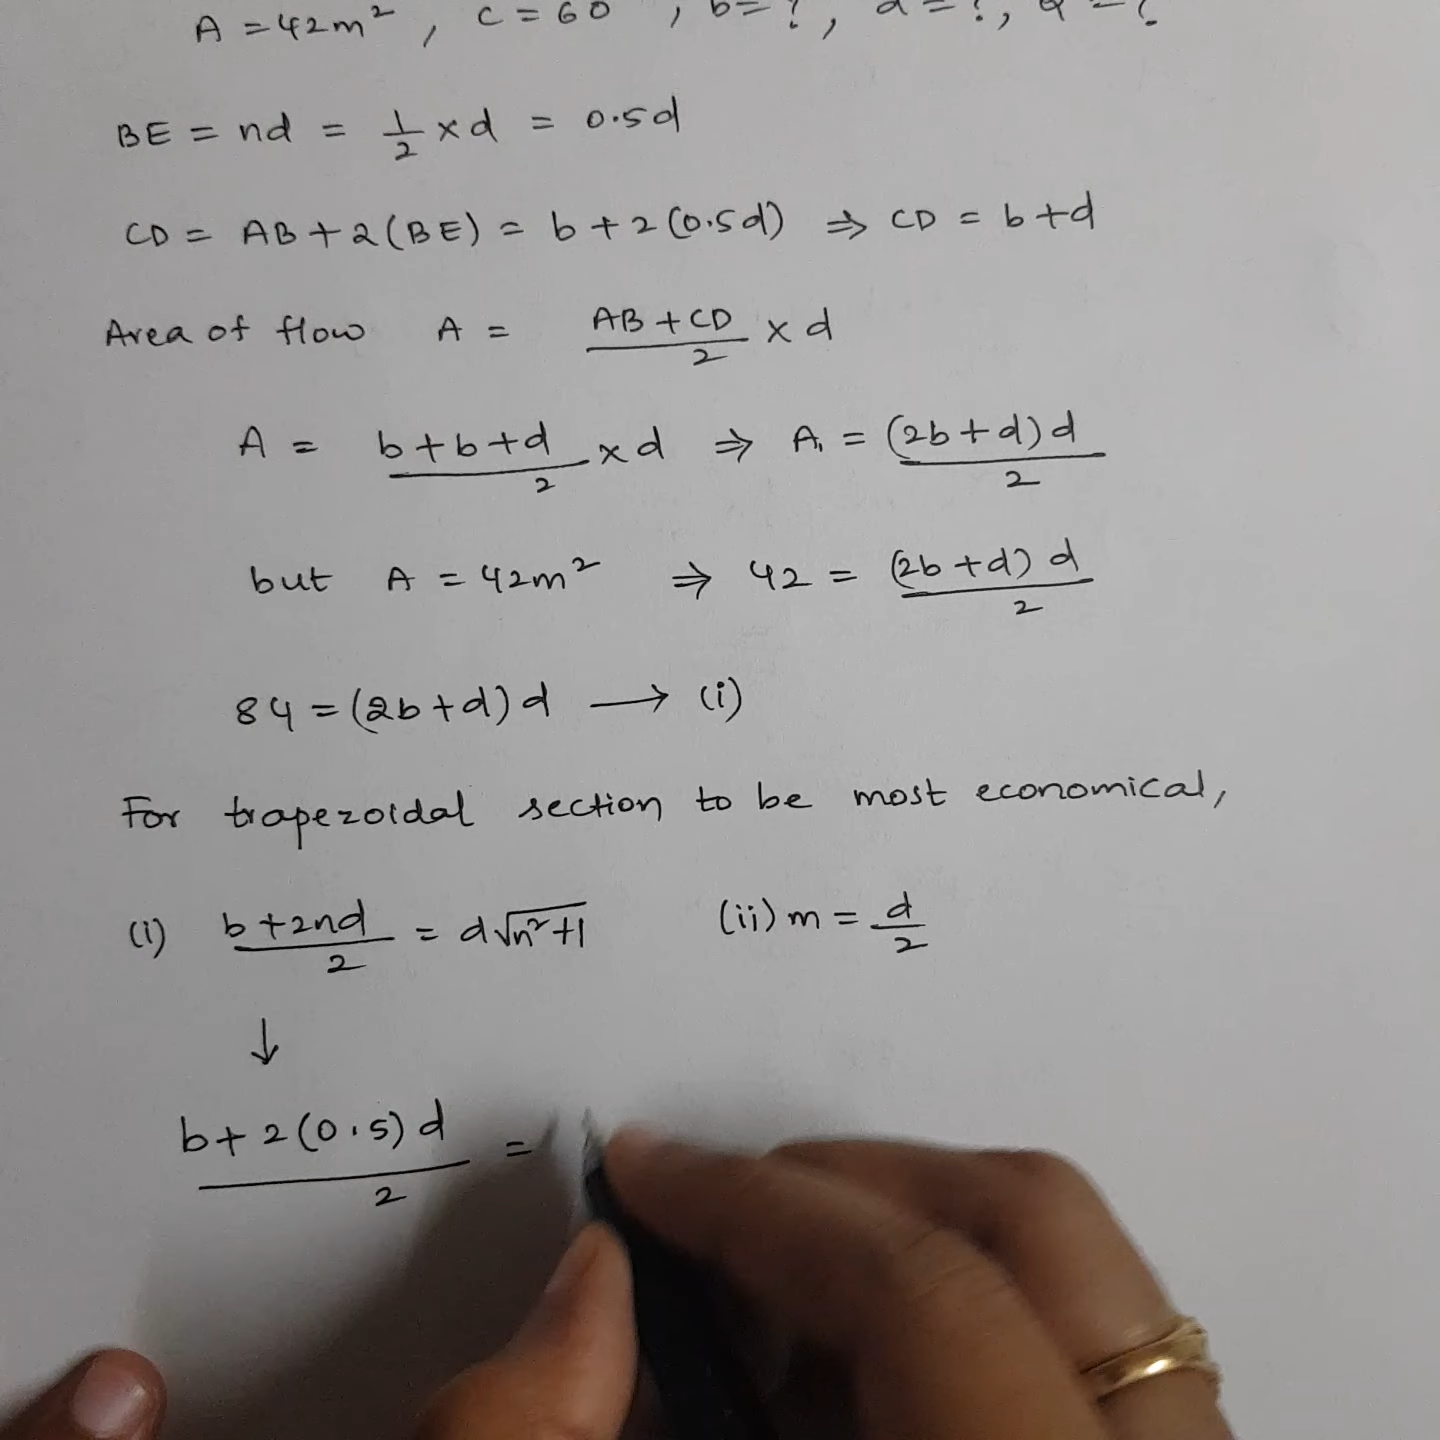 A = 42m², C = 60, b = ?, d = ?, Q = ?
BE = nd = 1/2 × d = 0.5d
CD = AB + 2(BE) = b + 2(0.5d) ⇒ CD = b + d
Area of flow A = (AB + CD)/2 × d
A = (b + b + d)/2 × d ⇒ A = (2b + d)d/2
but A = 42m² ⇒ 42 = (2b + d)d/2
84 = (2b + d)d → (i)
For trapezoidal section to be most economical,
(i) (b + 2nd)/2 = d√(n²+1) (ii) m = d/2
↓
(b + 2(0.5)d)/2 =